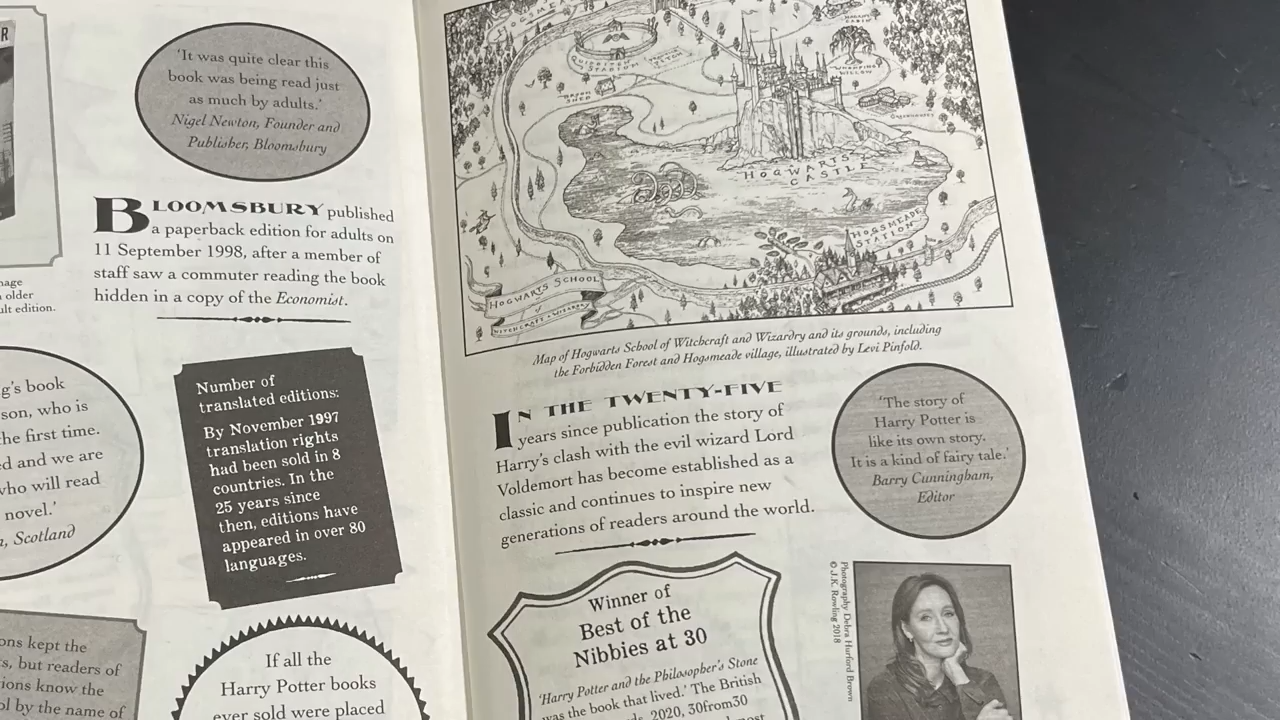 R
'It was quite clear this
book was being read just
as much by adults.'
Nigel Newton, Founder and
Publisher, Bloomsbury
BLOOMSBURY published
a paperback edition for adults on
11 September 1998, after a member of
staff saw a commuter reading the book
hidden in a copy of the Economist.
older
edition.
g's book
son, who is
he first time.
ed and we are
who will read
novel.'
Scotland
Number of
translated editions:
By November 1997
translation rights
had been sold in 8
countries. In the
25 years since
then, editions have
appeared in over 80
languages.
ons kept the
s, but readers of
ions know the
ol by the name of
If all the
Harry Potter books
ever sold were placed
HOGSMEADE
QUIDDITCH
STADIUM
WHOMPING
WILLOW
GREENHOUSES
HOGWARTS
CASTLE
HOGSMEADE
STATION
HOGWARTS SCHOOL
of
WITCHCRAFT & WIZARDRY
Map of Hogwarts School of Witchcraft and Wizardry and its grounds, including
the Forbidden Forest and Hogsmeade village, illustrated by Levi Pinfold.
IN THE TWENTY-FIVE
years since publication the story of
Harry's clash with the evil wizard Lord
Voldemort has become established as a
classic and continues to inspire new
generations of readers around the world.
'The story of
Harry Potter is
like its own story.
It is a kind of fairy tale.'
Barry Cunningham,
Editor
Winner of
Best of the
Nibbies at 30
'Harry Potter and the Philosopher's Stone
was the book that lived.' The British
2020, 30from30
Photography Debra Hurford Brown
© J.K. Rowling 2018